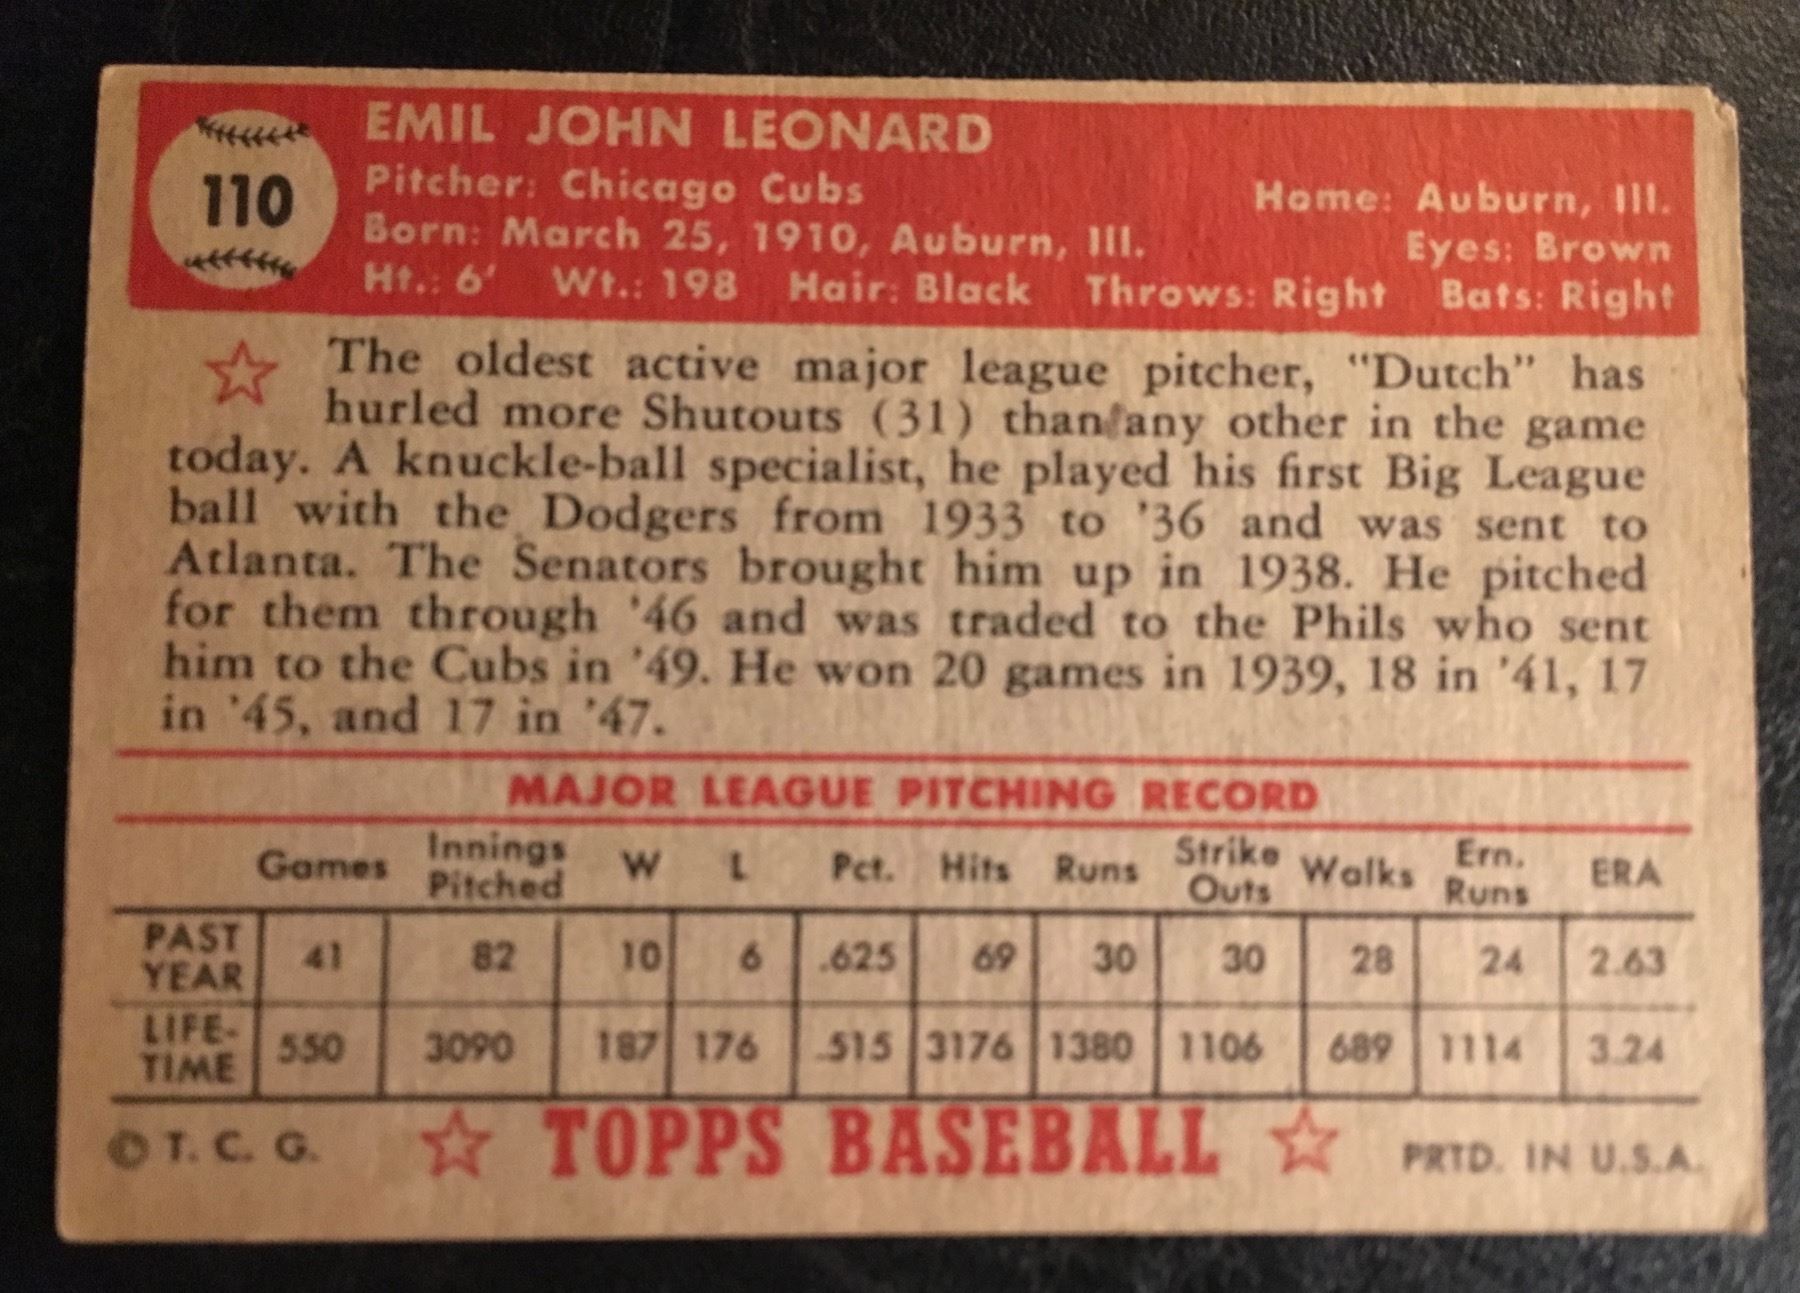 110
EMIL JOHN LEONARD
Pitcher: Chicago Cubs Home: Auburn, Ill.
Born: March 25, 1910, Auburn, Ill. Eyes: Brown
Ht.: 6' Wt.: 198 Hair: Black Throws: Right Bats: Right
The oldest active major league pitcher, "Dutch" has
hurled more Shutouts (31) than any other in the game
today. A knuckle-ball specialist, he played his first Big League
ball with the Dodgers from 1933 to '36 and was sent to
Atlanta. The Senators brought him up in 1938. He pitched
for them through '46 and was traded to the Phils who sent
him to the Cubs in '49. He won 20 games in 1939, 18 in '41, 17
in '45, and 17 in '47.
MAJOR LEAGUE PITCHING RECORD
Games Innings Pitched W L Pct. Hits Runs Strike Outs Walks Ern. Runs ERA
PAST YEAR 41 82 10 6 .625 69 30 30 28 24 2.63
LIFE-TIME 550 3090 187 176 .515 3176 1380 1106 689 1114 3.24
© T. C. G. TOPPS BASEBALL PRTD. IN U.S.A.